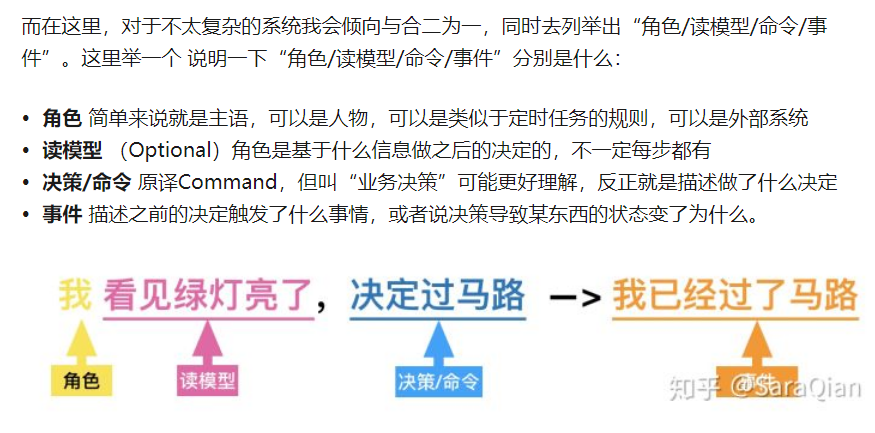 而在这里，对于不太复杂的系统我会倾向与合二为一，同时去列举出“角色/读模型/命令/事
件”。这里举一个 说明一下“角色/读模型/命令/事件”分别是什么：
• 角色 简单来说就是主语，可以是人物，可以是类似于定时任务的规则，可以是外部系统
• 读模型 （Optional）角色是基于什么信息做之后的决定的，不一定每步都有
• 决策/命令 原译Command，但叫“业务决策”可能更好理解，反正就是描述做了什么决定
• 事件 描述之前的决定触发了什么事情，或者说决策导致某东西的状态变了为什么。
我 看见绿灯亮了，决定过马路 —> 我已经过了马路
角色 读模型 决策/命令 事件
知乎 @SaraQian